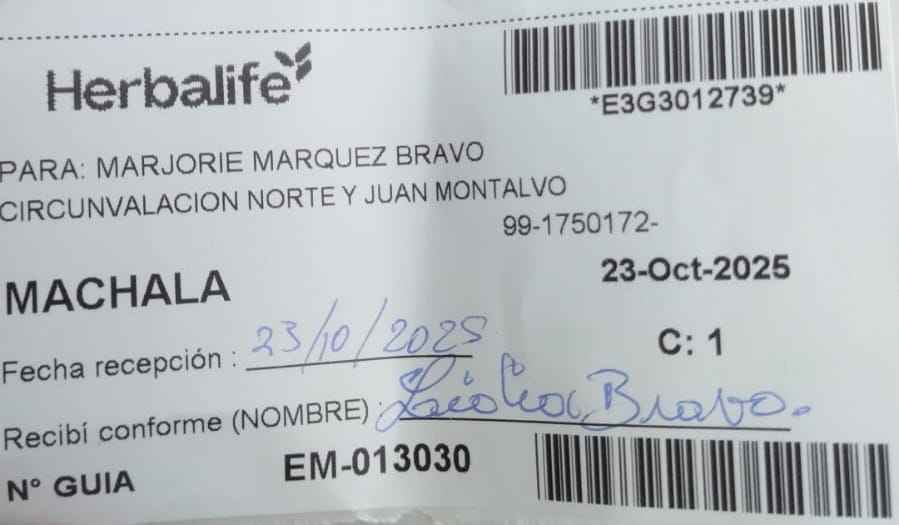 Herbalife
*E3G3012739*
PARA: MARJORIE MARQUEZ BRAVO
CIRCUNVALACION NORTE Y JUAN MONTALVO
99-1750172-
MACHALA
23-Oct-2025
Fecha recepción : 23/10/2025
C: 1
Recibí conforme (NOMBRE) : Bravo.
N° GUIA EM-013030